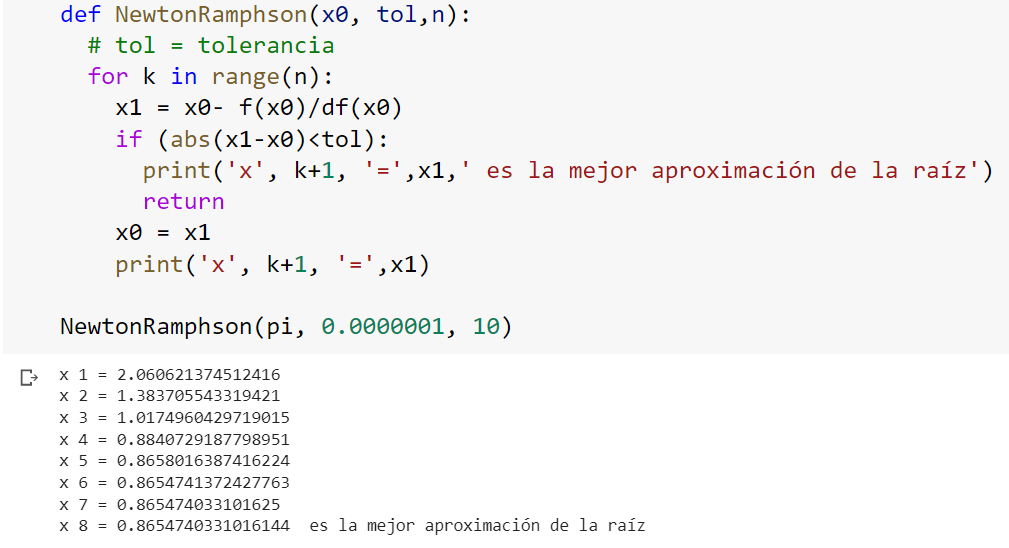 def NewtonRamphson(x0, tol,n):
# tol = tolerancia
for k in range(n):
x1 = x0- f(x0)/df(x0)
if (abs(x1-x0)<tol):
print('x', k+1, '=',x1,' es la mejor aproximación de la raíz')
return
x0 = x1
print('x', k+1, '=',x1)
NewtonRamphson(pi, 0.0000001, 10)
x 1 = 2.060621374512416
x 2 = 1.383705543319421
x 3 = 1.0174960429719015
x 4 = 0.8840729187798951
x 5 = 0.8658016387416224
x 6 = 0.8654741372427763
x 7 = 0.865474033101625
x 8 = 0.8654740331016144  es la mejor aproximación de la raíz